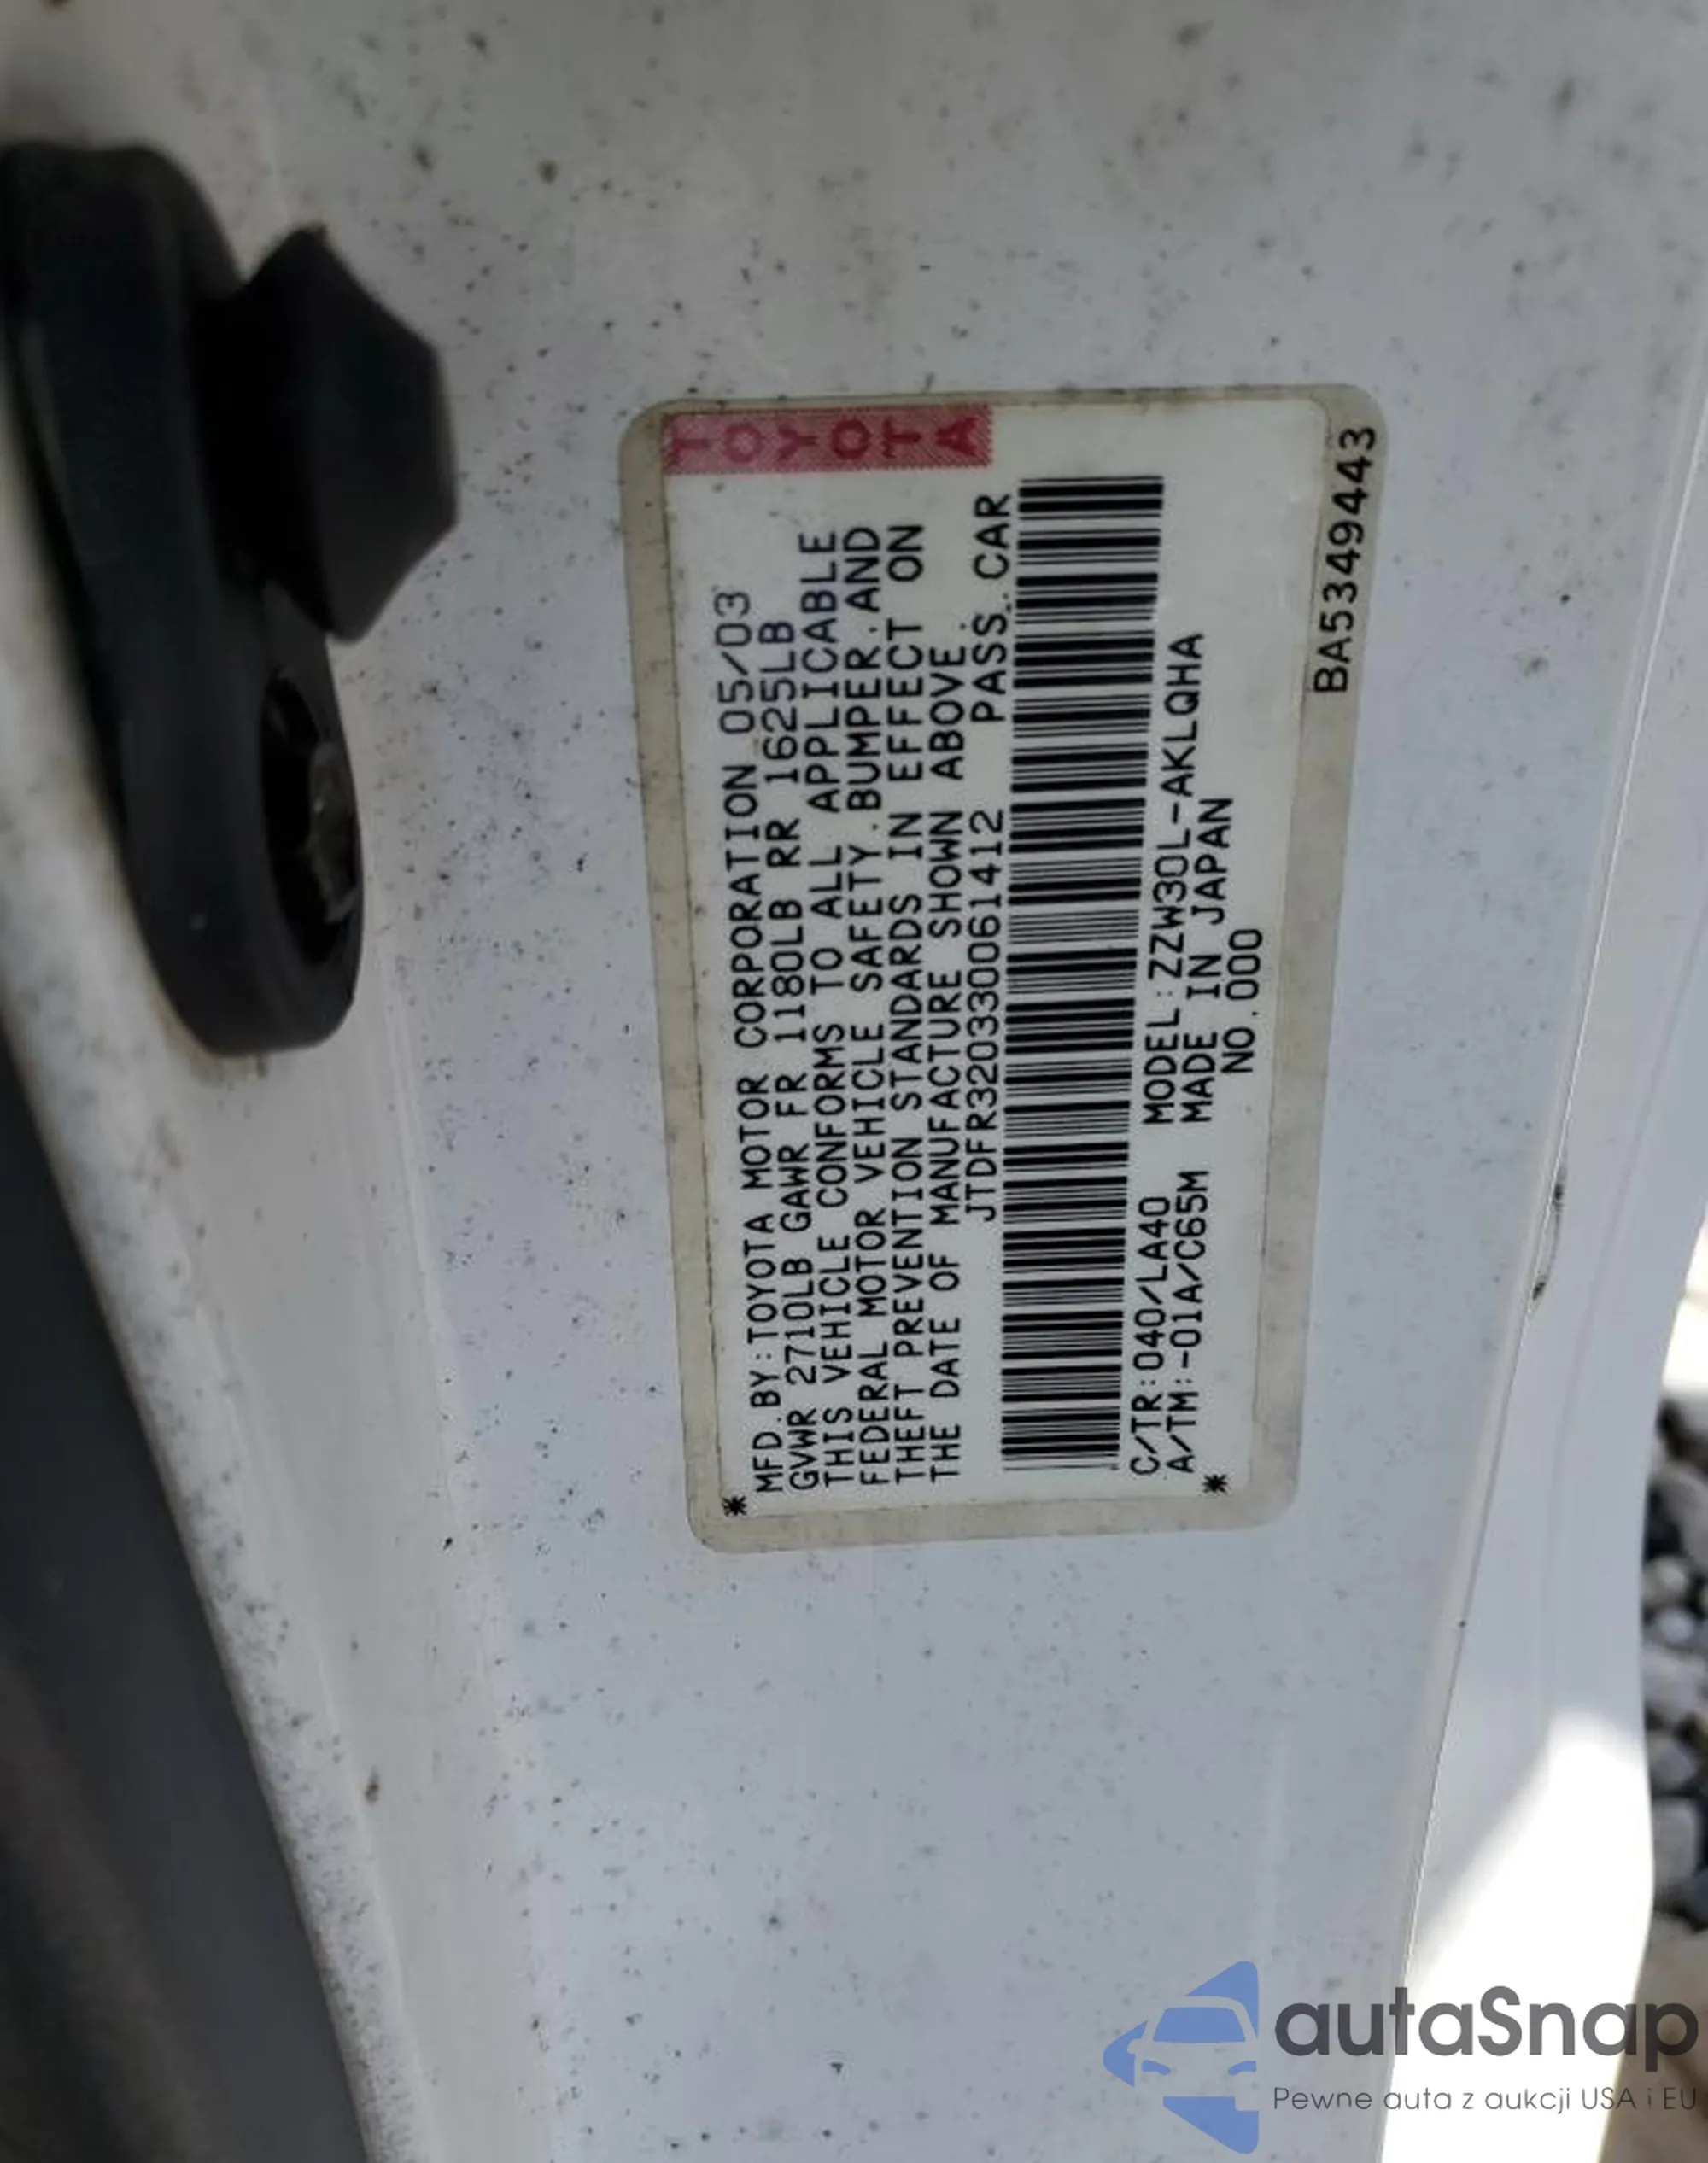 TOYOTA
MFD.BY:TOYOTA MOTOR CORPORATION 05/03
GVWR 2710LB GAWR FR 1180LB RR 1625LB
THIS VEHICLE CONFORMS TO ALL APPLICABLE
FEDERAL MOTOR VEHICLE SAFETY.BUMPER.AND
THEFT PREVENTION STANDARDS IN EFFECT ON
THE DATE OF MANUFACTURE SHOWN ABOVE.
JTDFR320330061412 PASS. CAR
C/TR:040/LA40 MODEL:ZZW30L-AKLQHA
A/TM:-01A/C65M MADE IN JAPAN
* NO.000 *
BA5349443
autaSnap
Pewne auta z aukcji USA i EU